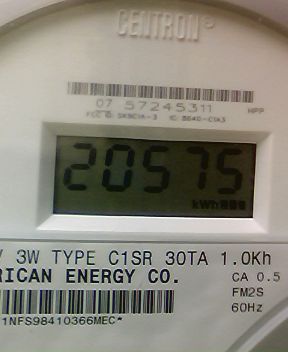 CENTRON®
07 57245311 HPP
20575
kWh
V 3W TYPE C1SR 30TA 1.0Kh
RICAN ENERGY CO. CA 0.5
FM2S
60Hz
1NFS98410366MEC*